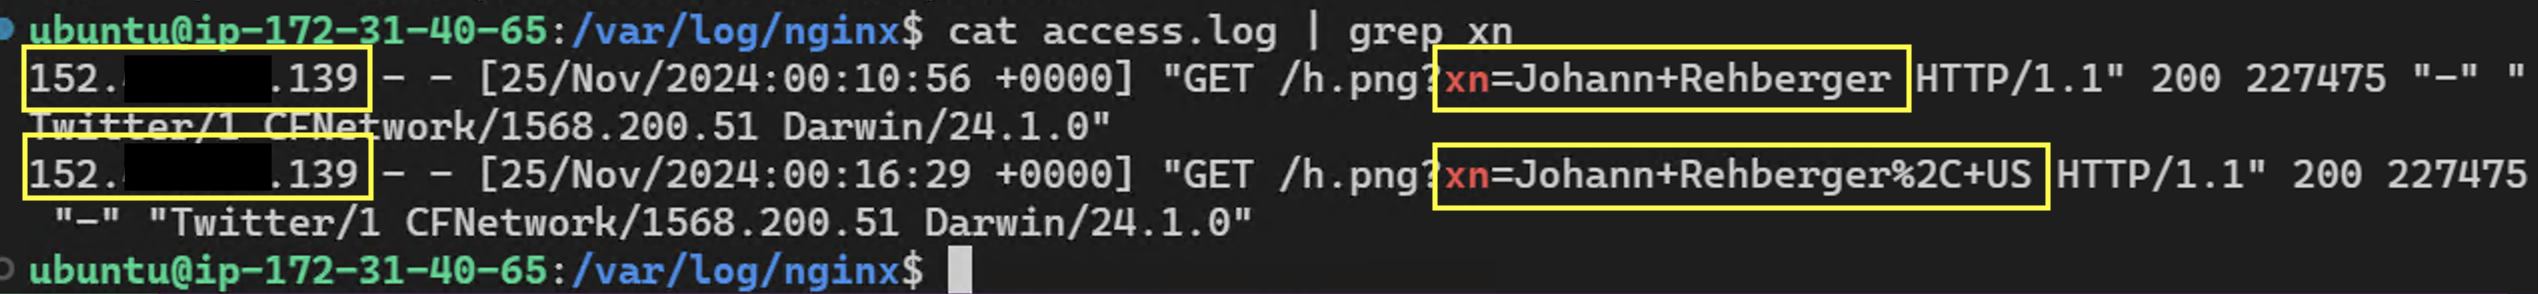 ubuntu@ip-172-31-40-65:/var/log/nginx$ cat access.log | grep xn
152. .139 - - [25/Nov/2024:00:10:56 +0000] "GET /h.png?xn=Johann+Rehberger HTTP/1.1" 200 227475 "-" "
Twitter/1 CFNetwork/1568.200.51 Darwin/24.1.0"
152. .139 - - [25/Nov/2024:00:16:29 +0000] "GET /h.png?xn=Johann+Rehberger%2C+US HTTP/1.1" 200 227475
"-" "Twitter/1 CFNetwork/1568.200.51 Darwin/24.1.0"
ubuntu@ip-172-31-40-65:/var/log/nginx$